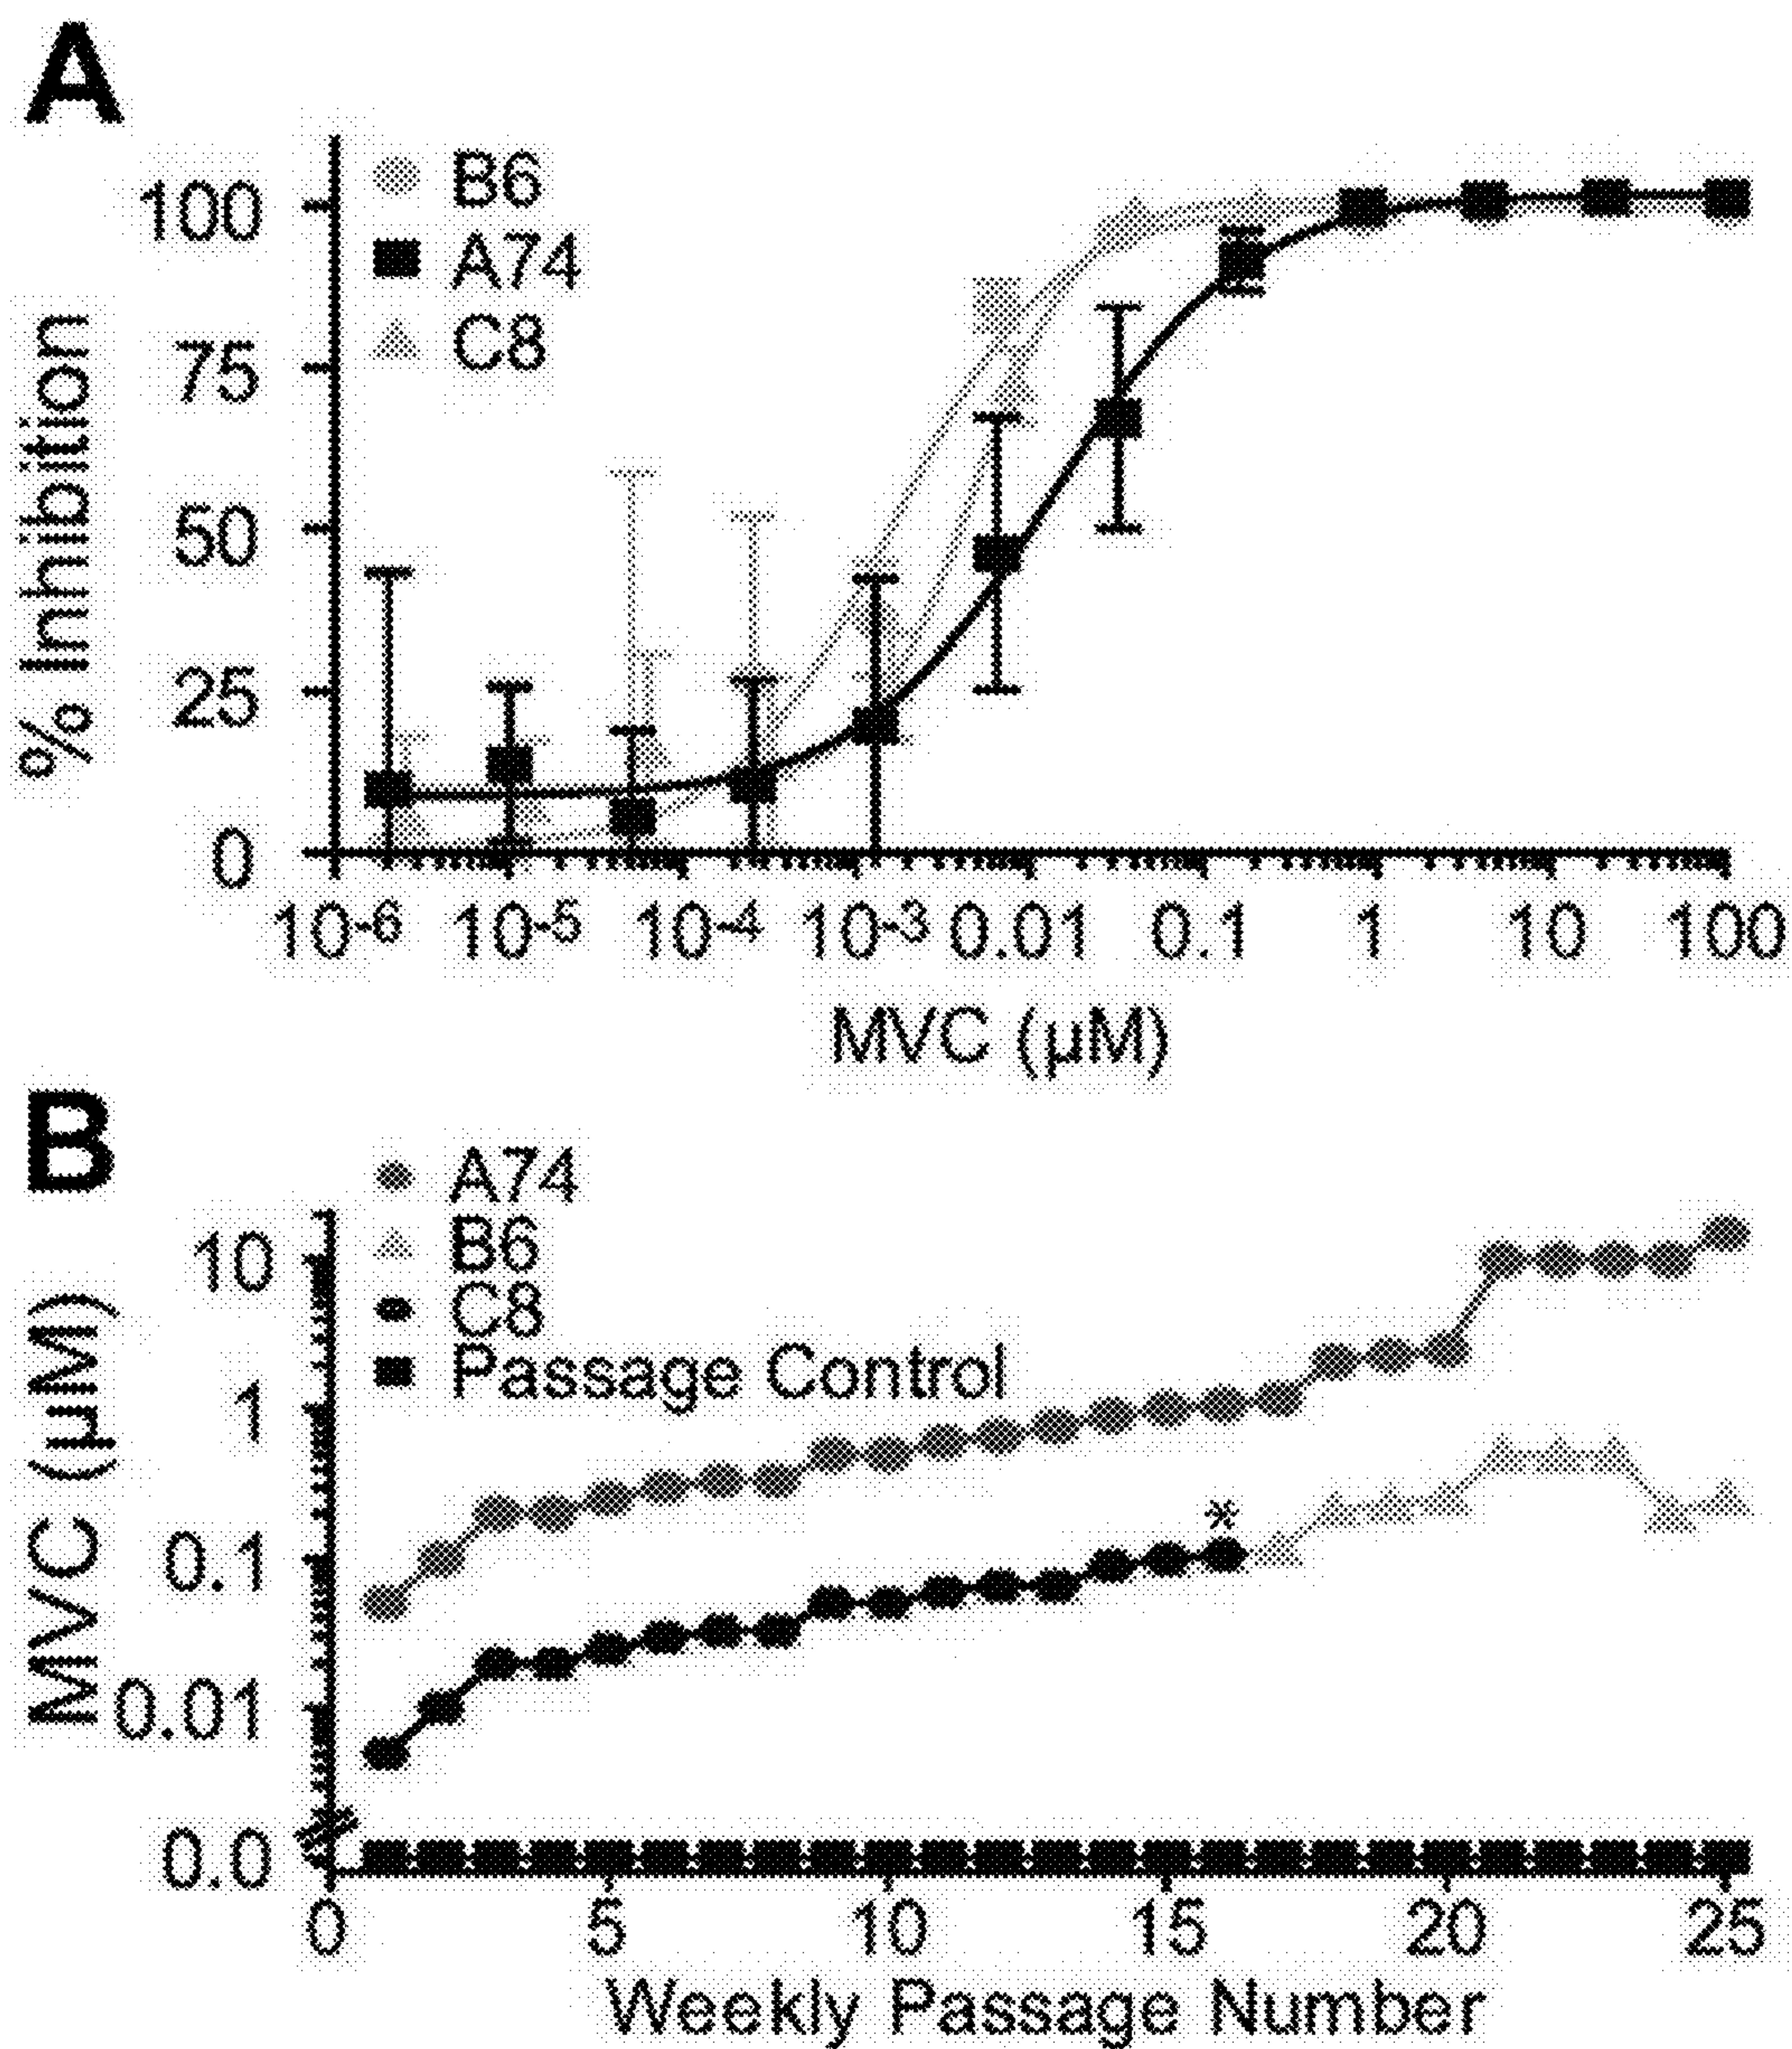 A
B6
A74
C8
% Inhibition
100
75
50
25
0
10-6 10-5 10-4 10-3 0.01 0.1 1 10 100
MVC (µM)
B
A74
B6
C8
Passage Control
MVC (µM)
10
1
0.1
0.01
0.0
*
0 5 10 15 20 25
Weekly Passage Number